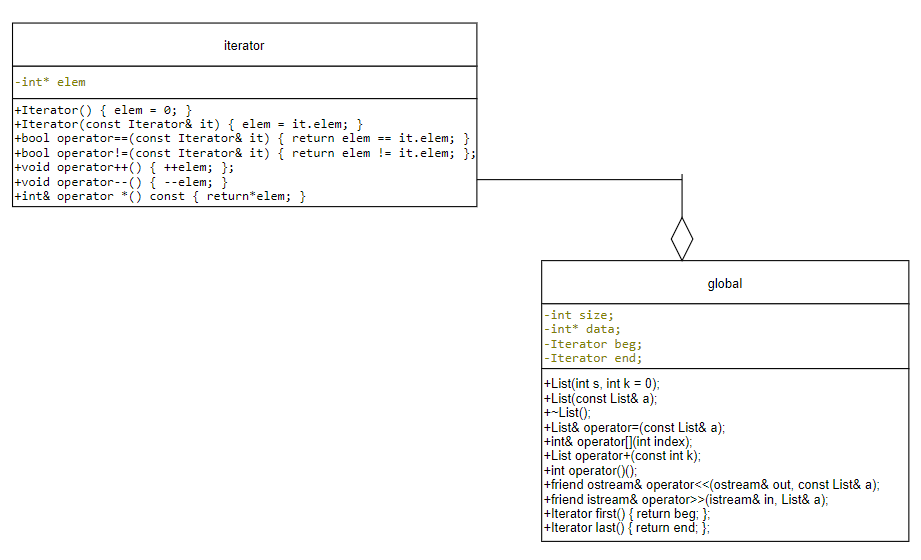 iterator
-int* elem
+Iterator() { elem = 0; }
+Iterator(const Iterator& it) { elem = it.elem; }
+bool operator==(const Iterator& it) { return elem == it.elem; }
+bool operator!=(const Iterator& it) { return elem != it.elem; };
+void operator++() { ++elem; };
+void operator--() { --elem; }
+int& operator *() const { return*elem; }
global
-int size;
-int* data;
-Iterator beg;
-Iterator end;
+List(int s, int k = 0);
+List(const List& a);
+~List();
+List& operator=(const List& a);
+int& operator[](int index);
+List operator+(const int k);
+int operator()();
+friend ostream& operator<<(ostream& out, const List& a);
+friend istream& operator>>(istream& in, List& a);
+Iterator first() { return beg; };
+Iterator last() { return end; };